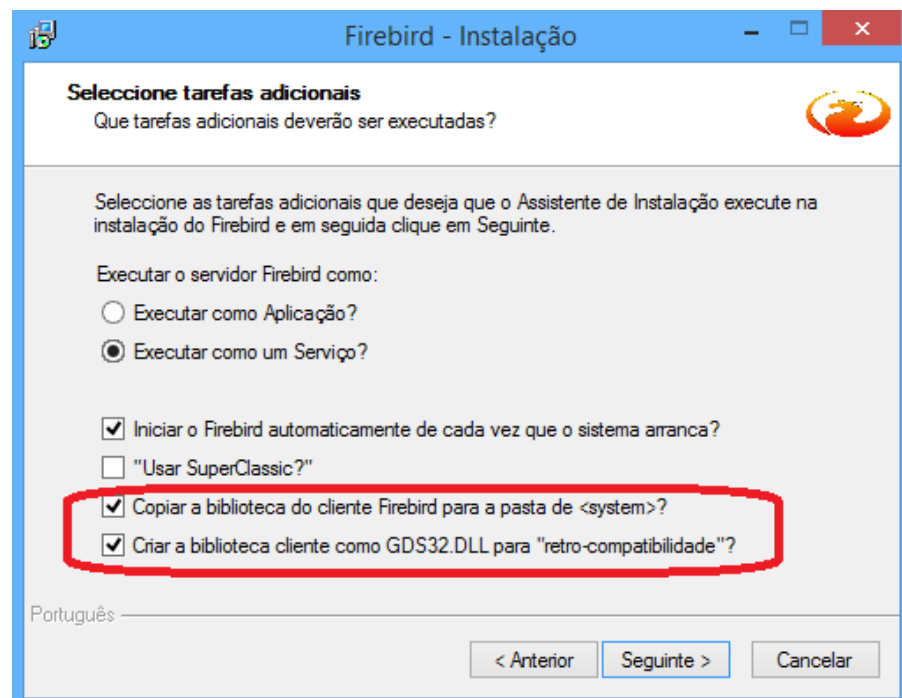 Firebird - Instalação
Seleccione tarefas adicionais
Que tarefas adicionais deverão ser executadas?
Seleccione as tarefas adicionais que deseja que o Assistente de Instalação execute na
instalação do Firebird e em seguida clique em Seguinte.
Executar o servidor Firebird como:
Executar como Aplicação?
Executar como um Serviço?
Iniciar o Firebird automaticamente de cada vez que o sistema arranca?
"Usar SuperClassic?"
Copiar a biblioteca do cliente Firebird para a pasta de <system>?
Criar a biblioteca cliente como GDS32.DLL para "retro-compatibilidade"?
Português
< Anterior Seguinte > Cancelar